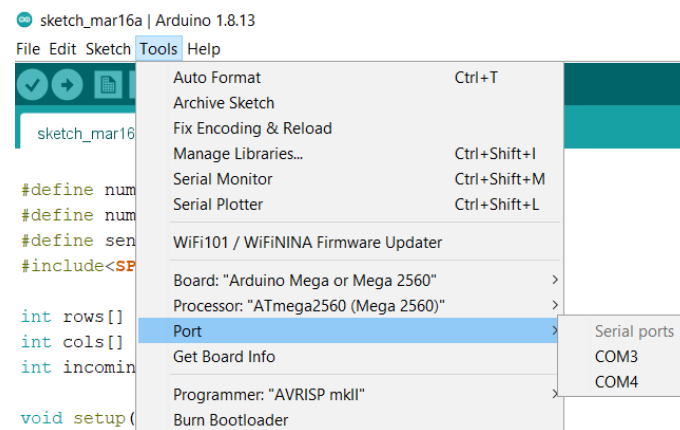 sketch_mar16a | Arduino 1.8.13
File Edit Sketch Tools Help
Auto Format Ctrl+T
Archive Sketch
sketch_mar16
Fix Encoding & Reload
Manage Libraries... Ctrl+Shift+I
Serial Monitor Ctrl+Shift+M
#define num
Serial Plotter Ctrl+Shift+L
#define num
#define sen
WiFi101 / WiFiNINA Firmware Updater
#include<SP
Board: "Arduino Mega or Mega 2560"
Processor: "ATmega2560 (Mega 2560)"
int rows[]
Port
Serial ports
int cols[]
Get Board Info
COM3
int incomin
COM4
Programmer: "AVRISP mkII"
void setup(
Burn Bootloader